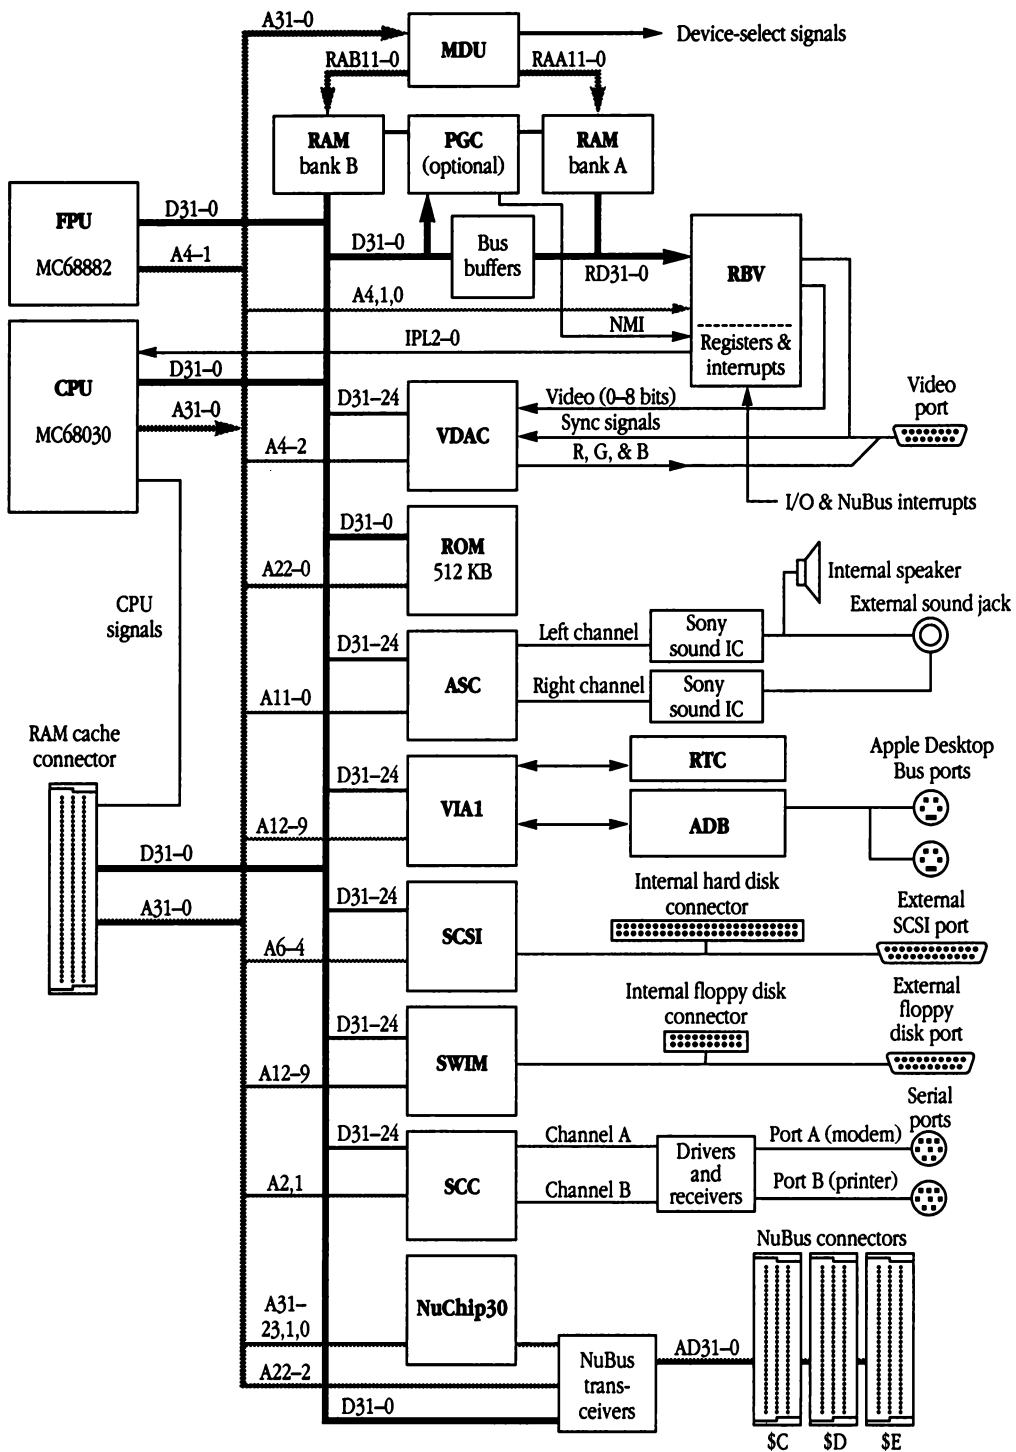 A31–0
MDU
Device-select signals
RAB11–0
RAA11–0
RAM
bank B
PGC
(optional)
RAM
bank A
FPU
MC68882
D31–0
A4–1
D31–0
Bus
buffers
RD31–0
RBV
A4,1,0
NMI
IPL2–0
Registers &
interrupts
CPU
MC68030
D31–0
A31–0
D31–24
VDAC
A4–2
Video (0–8 bits)
Sync signals
R, G, & B
Video
port
I/O & NuBus interrupts
D31–0
ROM
512 KB
A22–0
CPU
signals
Internal speaker
External sound jack
D31–24
ASC
A11–0
Left channel
Sony
sound IC
Right channel
Sony
sound IC
RAM cache
connector
D31–24
VIA1
A12–9
RTC
ADB
Apple Desktop
Bus ports
D31–0
A31–0
D31–24
SCSI
A6–4
Internal hard disk
connector
External
SCSI port
D31–24
SWIM
A12–9
Internal floppy disk
connector
External
floppy
disk port
D31–24
SCC
A2,1
Channel A
Channel B
Drivers
and
receivers
Port A (modem)
Port B (printer)
Serial
ports
NuChip30
A31–
23,1,0
A22–2
D31–0
NuBus
trans-
ceivers
AD31–0
NuBus connectors
$C
$D
$E